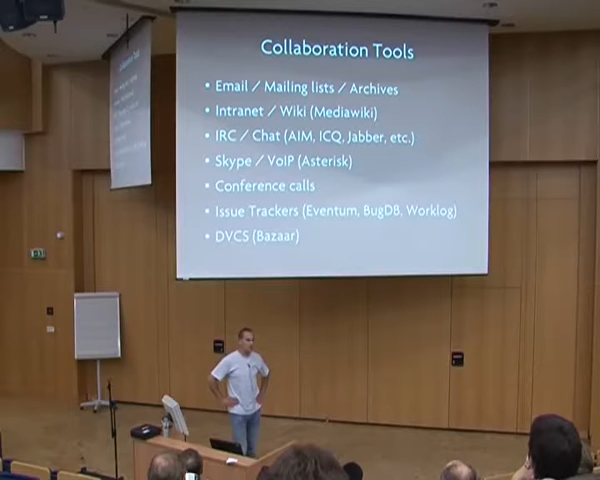 Collaboration Tools
• Email / Mailing lists / Archives
• Intranet / Wiki (Mediawiki)
• IRC / Chat (AIM, ICQ, Jabber, etc.)
• Skype / VoIP (Asterisk)
• Conference calls
• Issue Trackers (Eventum, BugDB, Worklog)
• DVCS (Bazaar)